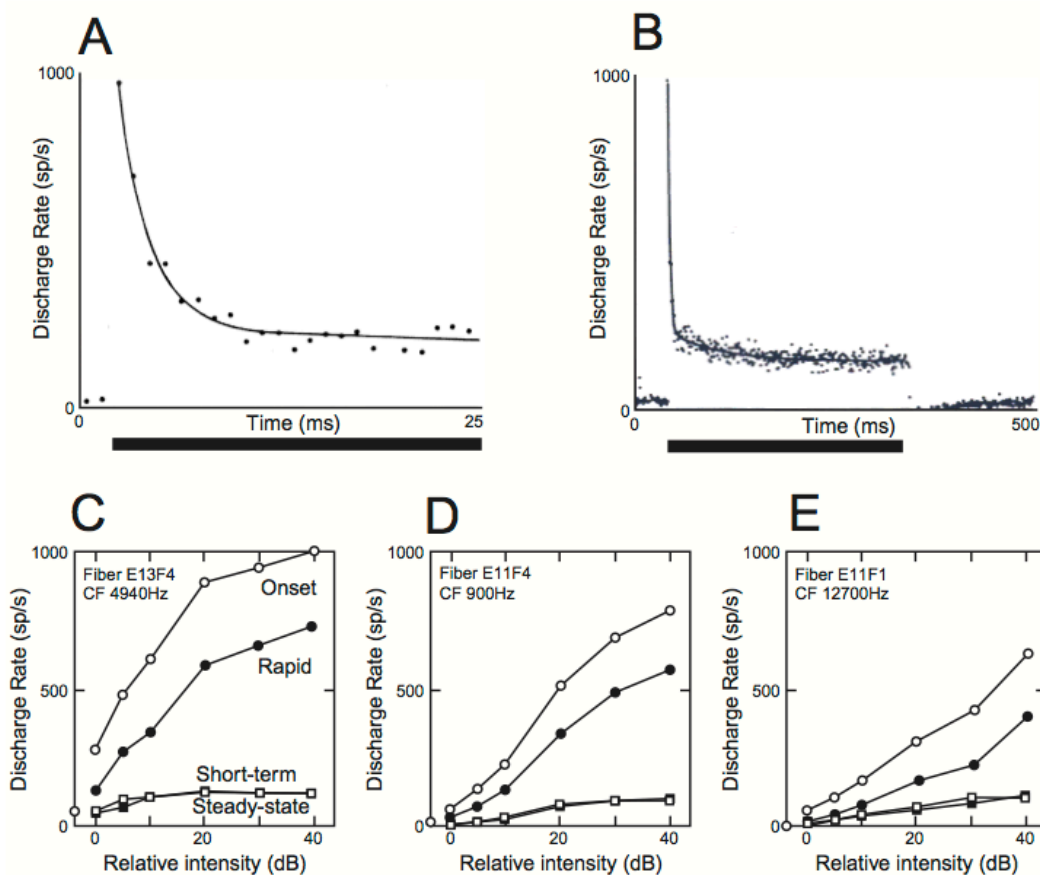 A
1000
Discharge Rate (sp/s)
0
0
Time (ms)
25
B
1000
Discharge Rate (sp/s)
0
0
Time (ms)
500
C
1000
Fiber E13F4
CF 4940Hz
Onset
Rapid
500
Short-term
Steady-state
0
Discharge Rate (sp/s)
0
20
40
Relative intensity (dB)
D
1000
Fiber E11F4
CF 900Hz
500
0
Discharge Rate (sp/s)
0
20
40
Relative intensity (dB)
E
1000
Fiber E11F1
CF 12700Hz
500
0
Discharge Rate (sp/s)
0
20
40
Relative intensity (dB)